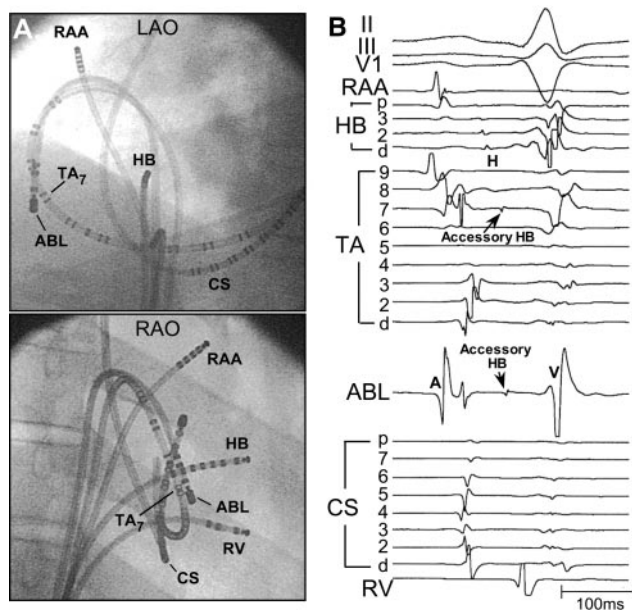 A
LAO
RAA
HB
TA7
ABL
CS
RAO
RAA
HB
TA7
ABL
RV
CS
B
II
III
V1
RAA
HB
p
3
2
d
H
TA
9
8
7
Accessory HB
6
5
4
3
2
d
Accessory
HB
ABL
A
V
CS
p
7
6
5
4
3
2
d
RV
100ms